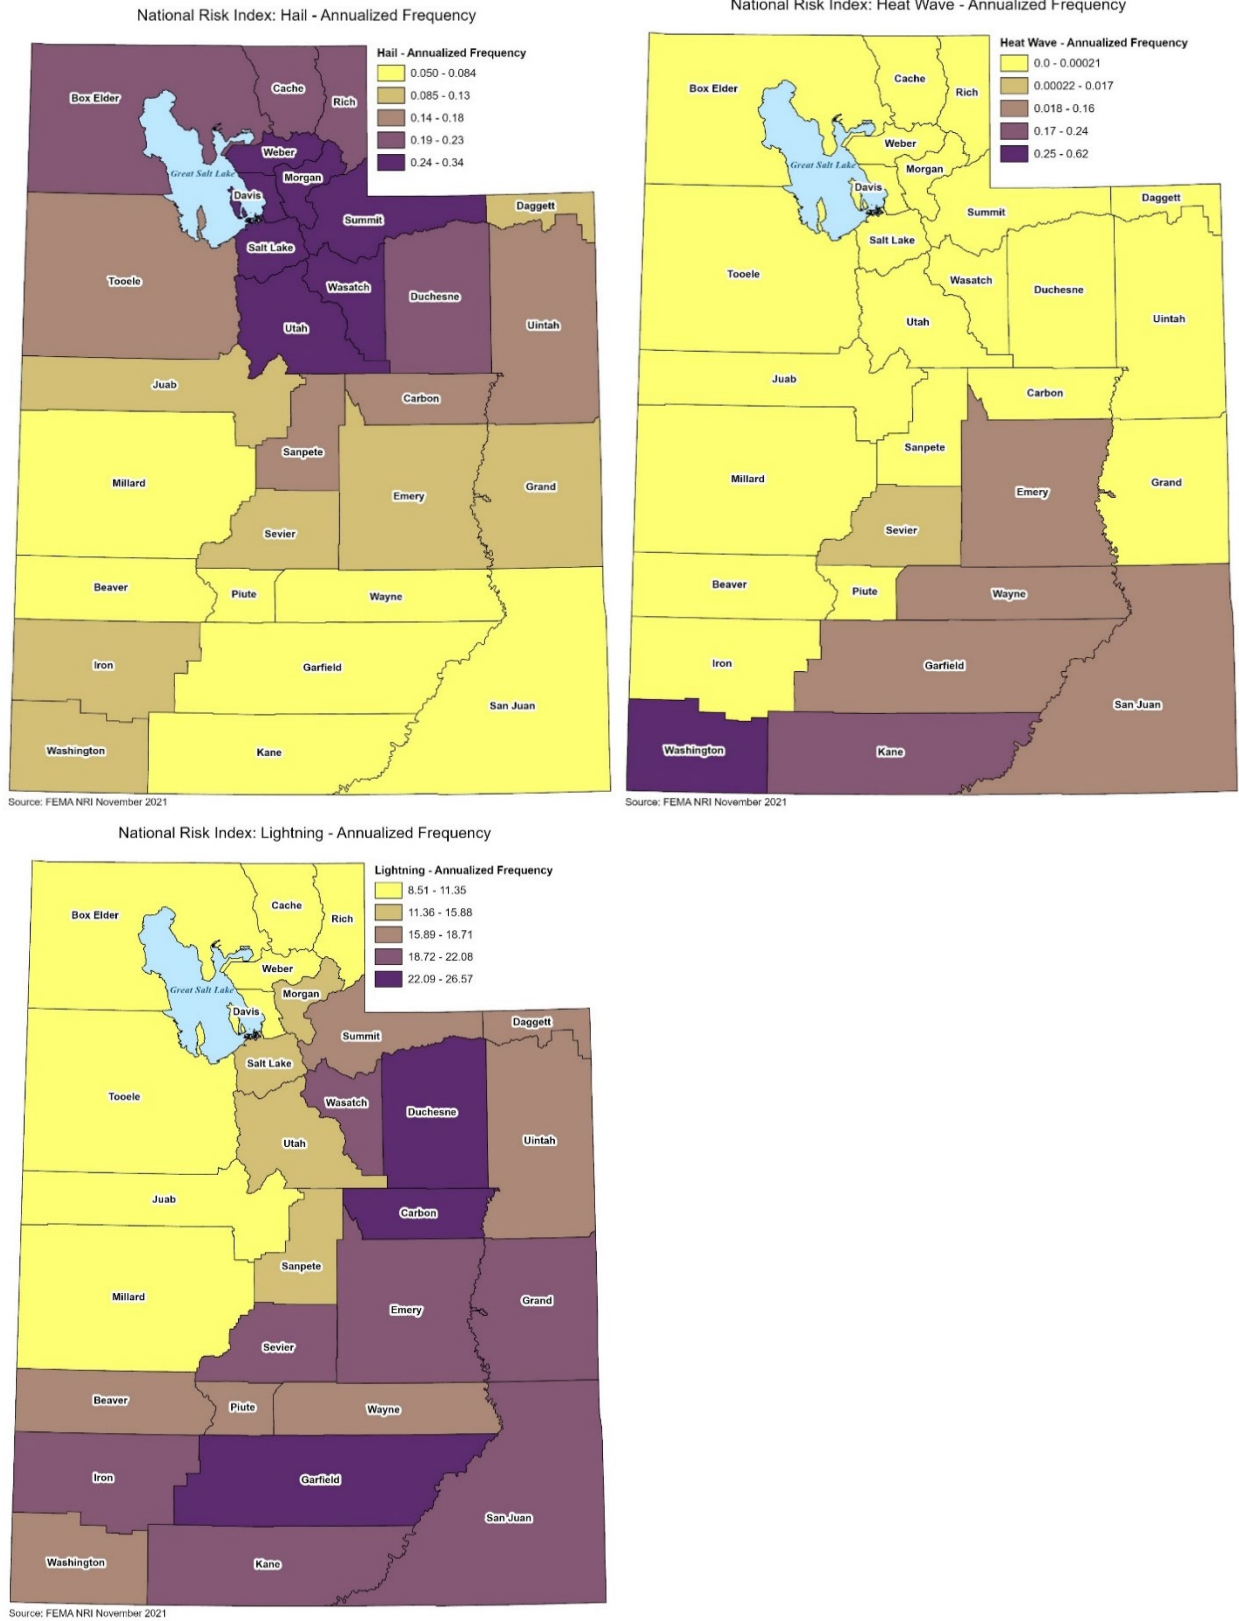 National Risk Index: Hail - Annualized Frequency
Hail - Annualized Frequency
0.050 - 0.084
0.085 - 0.13
0.14 - 0.18
0.19 - 0.23
0.24 - 0.34
Box Elder
Cache
Rich
Weber
Great Salt Lake
Morgan
Davis
Summit
Daggett
Salt Lake
Tooele
Wasatch
Duchesne
Uintah
Utah
Juab
Carbon
Sanpete
Millard
Emery
Grand
Sevier
Beaver
Piute
Wayne
Iron
Garfield
San Juan
Washington
Kane
Source: FEMA NRI November 2021
National Risk Index: Heat Wave - Annualized Frequency
Heat Wave - Annualized Frequency
0.0 - 0.00021
0.00022 - 0.017
0.018 - 0.16
0.17 - 0.24
0.25 - 0.62
Box Elder
Cache
Rich
Weber
Great Salt Lake
Morgan
Davis
Summit
Daggett
Salt Lake
Tooele
Wasatch
Duchesne
Uintah
Utah
Juab
Carbon
Sanpete
Millard
Emery
Grand
Sevier
Beaver
Piute
Wayne
Iron
Garfield
San Juan
Washington
Kane
Source: FEMA NRI November 2021
National Risk Index: Lightning - Annualized Frequency
Lightning - Annualized Frequency
8.51 - 11.35
11.36 - 15.88
15.89 - 18.71
18.72 - 22.08
22.09 - 26.57
Box Elder
Cache
Rich
Weber
Great Salt Lake
Morgan
Davis
Summit
Daggett
Salt Lake
Tooele
Wasatch
Duchesne
Uintah
Utah
Juab
Carbon
Sanpete
Millard
Emery
Grand
Sevier
Beaver
Piute
Wayne
Iron
Garfield
San Juan
Washington
Kane
Source: FEMA NRI November 2021